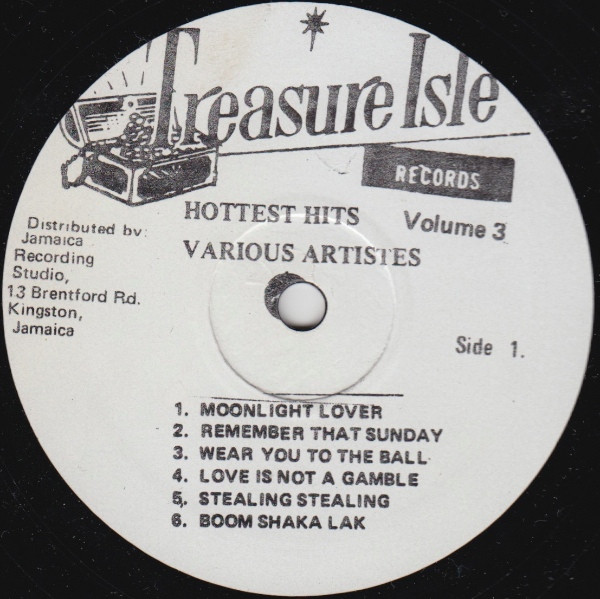 Treasure Isle
RECORDS
HOTTEST HITS Volume 3
VARIOUS ARTISTES
Distributed by:
Jamaica
Recording
Studio,
13 Brentford Rd.
Kingston,
Jamaica
Side 1.
1. MOONLIGHT LOVER
2. REMEMBER THAT SUNDAY
3. WEAR YOU TO THE BALL
4. LOVE IS NOT A GAMBLE
5. STEALING STEALING
6. BOOM SHAKA LAK